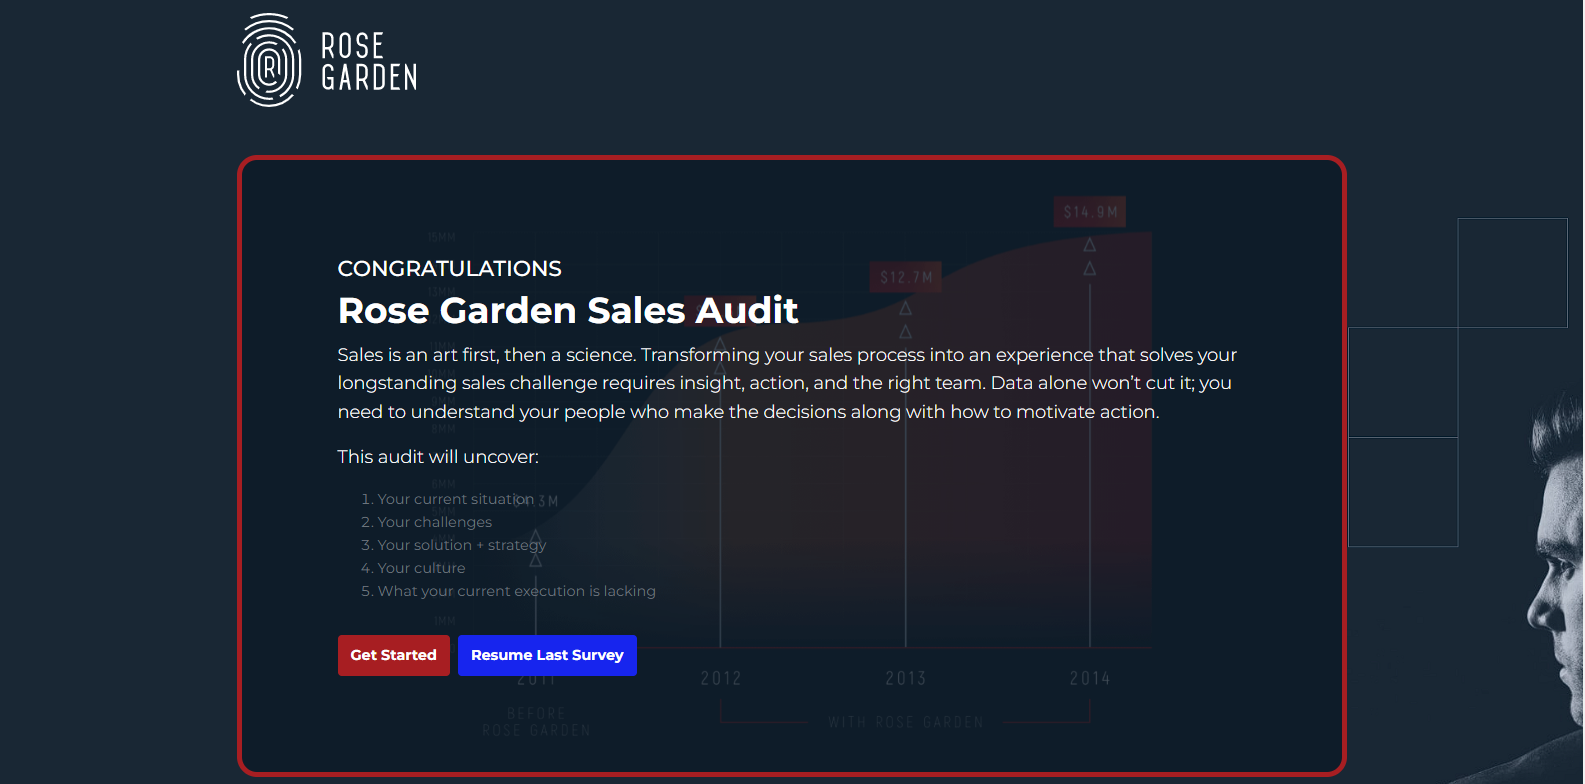 ROSE
GARDEN
CONGRATULATIONS
Rose Garden Sales Audit
Sales is an art first, then a science. Transforming your sales process into an experience that solves your
longstanding sales challenge requires insight, action, and the right team. Data alone won’t cut it; you
need to understand your people who make the decisions along with how to motivate action.
This audit will uncover:
1. Your current situation
2. Your challenges
3. Your solution + strategy
4. Your culture
5. What your current execution is lacking
Get Started
Resume Last Survey
$14.9M
$12.7M
15MM
1MM
2011
2012
2013
2014
BEFORE
ROSE GARDEN
WITH ROSE GARDEN